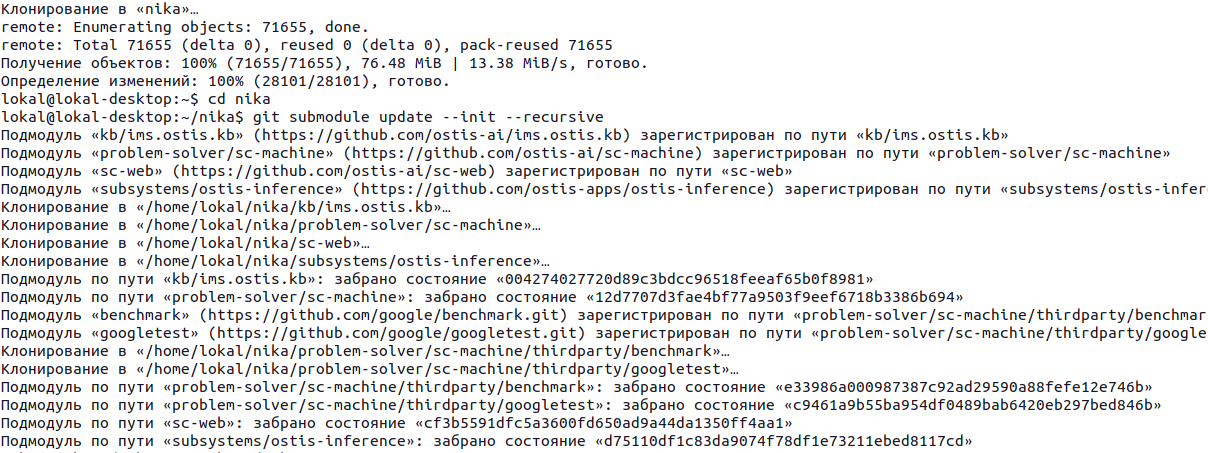 Клонирование в «nika»…
remote: Enumerating objects: 71655, done.
remote: Total 71655 (delta 0), reused 0 (delta 0), pack-reused 71655
Получение объектов: 100% (71655/71655), 76.48 MiB | 13.38 MiB/s, готово.
Определение изменений: 100% (28101/28101), готово.
lokal@lokal-desktop:~$ cd nika
lokal@lokal-desktop:~/nika$ git submodule update --init --recursive
Подмодуль «kb/ims.ostis.kb» (https://github.com/ostis-ai/ims.ostis.kb) зарегистрирован по пути «kb/ims.ostis.kb»
Подмодуль «problem-solver/sc-machine» (https://github.com/ostis-ai/sc-machine) зарегистрирован по пути «problem-solver/sc-machine»
Подмодуль «sc-web» (https://github.com/ostis-ai/sc-web) зарегистрирован по пути «sc-web»
Подмодуль «subsystems/ostis-inference» (https://github.com/ostis-apps/ostis-inference) зарегистрирован по пути «subsystems/ostis-infer
Клонирование в «/home/lokal/nika/kb/ims.ostis.kb»…
Клонирование в «/home/lokal/nika/problem-solver/sc-machine»…
Клонирование в «/home/lokal/nika/sc-web»…
Клонирование в «/home/lokal/nika/subsystems/ostis-inference»…
Подмодуль по пути «kb/ims.ostis.kb»: забрано состояние «004274027720d89c3bdcc96518feeaf65b0f8981»
Подмодуль по пути «problem-solver/sc-machine»: забрано состояние «12d7707d3fae4bf77a9503f9eef6718b3386b694»
Подмодуль «benchmark» (https://github.com/google/benchmark.git) зарегистрирован по пути «problem-solver/sc-machine/thirdparty/benchmar
Подмодуль «googletest» (https://github.com/google/googletest.git) зарегистрирован по пути «problem-solver/sc-machine/thirdparty/google
Клонирование в «/home/lokal/nika/problem-solver/sc-machine/thirdparty/benchmark»…
Клонирование в «/home/lokal/nika/problem-solver/sc-machine/thirdparty/googletest»…
Подмодуль по пути «problem-solver/sc-machine/thirdparty/benchmark»: забрано состояние «e33986a000987387c92ad29590a88fefe12e746b»
Подмодуль по пути «problem-solver/sc-machine/thirdparty/googletest»: забрано состояние «c9461a9b55ba954df0489bab6420eb297bed846b»
Подмодуль по пути «sc-web»: забрано состояние «cf3b5591dfc5a3600fd650ad9a44da1350ff4aa1»
Подмодуль по пути «subsystems/ostis-inference»: забрано состояние «d75110df1c83da9074f78df1e73211ebed8117cd»